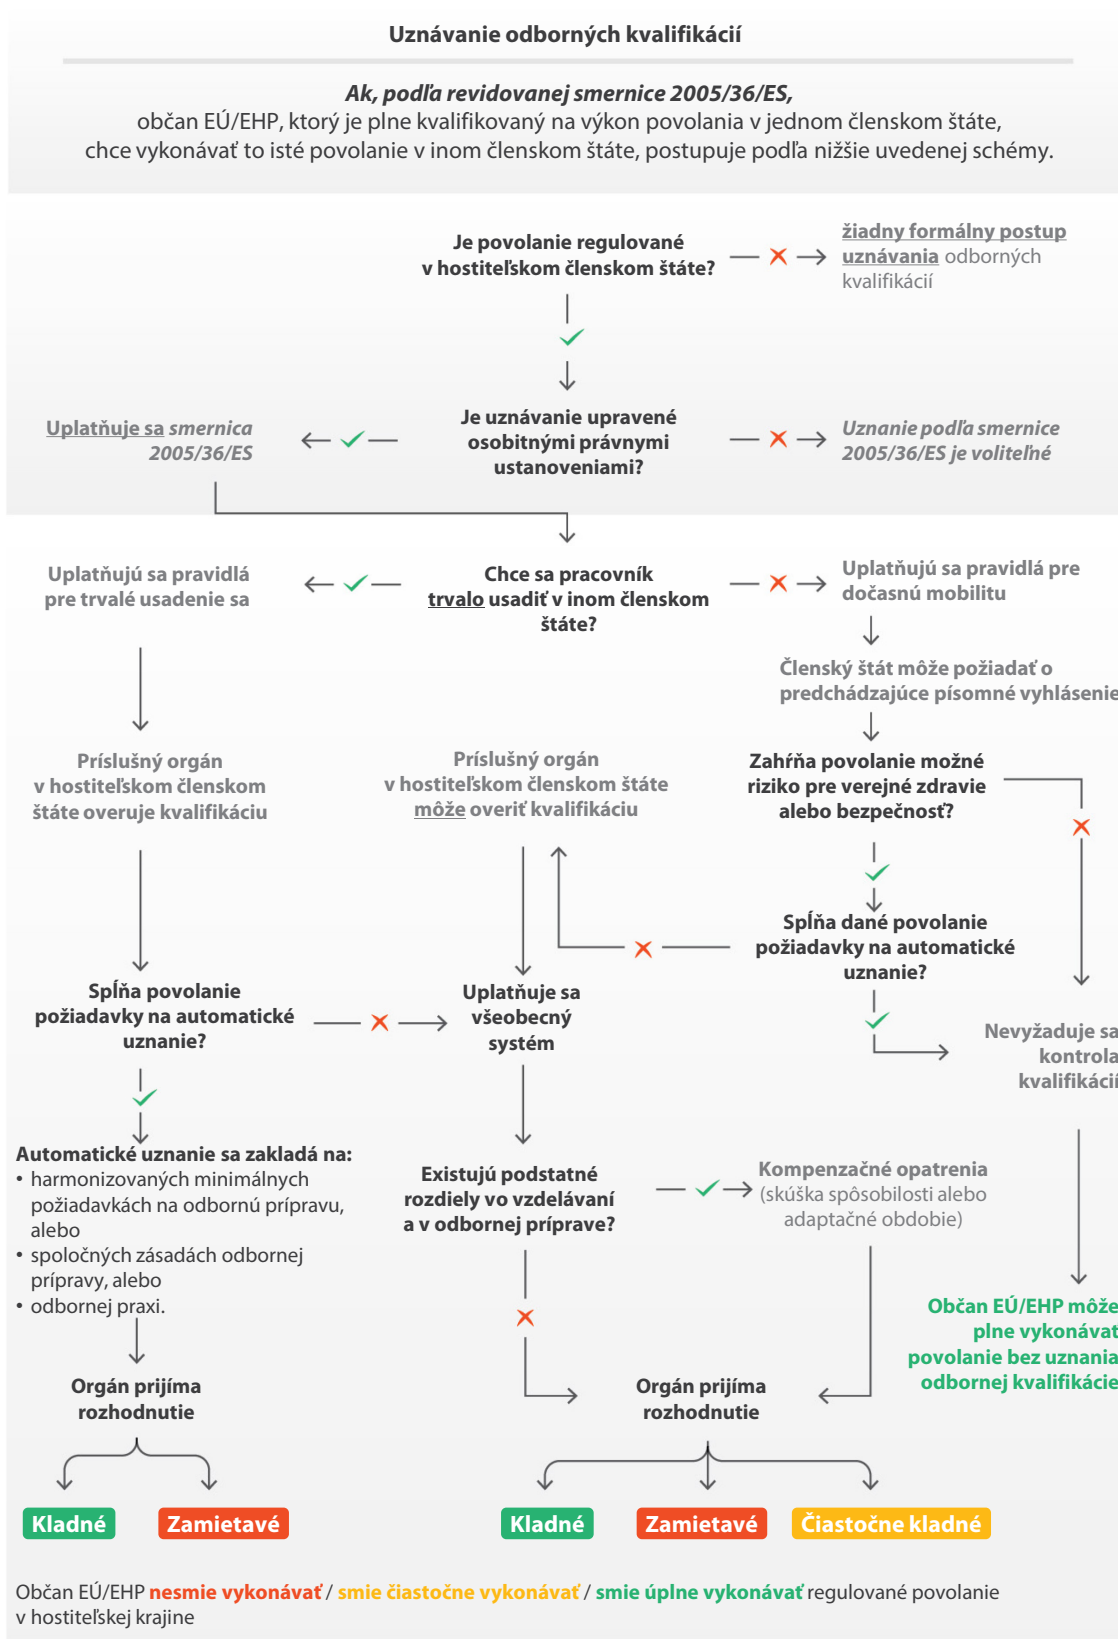 Uznávanie odborných kvalifikácií
Ak, podľa revidovanej smernice 2005/36/ES,
občan EÚ/EHP, ktorý je plne kvalifikovaný na výkon povolania v jednom členskom štáte,
chce vykonávať to isté povolanie v inom členskom štáte, postupuje podľa nižšie uvedenej schémy.
Je povolanie regulované
v hostiteľskom členskom štáte?
žiadny formálny postup
uznávania odborných
kvalifikácií
Uplatňuje sa smernica
2005/36/ES
Je uznávanie upravené
osobitnými právnymi
ustanoveniami?
Uznanie podľa smernice
2005/36/ES je voliteľné
Uplatňujú sa pravidlá
pre trvalé usadenie sa
Chce sa pracovník
trvalo usadiť v inom členskom
štáte?
Uplatňujú sa pravidlá pre
dočasnú mobilitu
Členský štát môže požiadať o
predchádzajúce písomné vyhlásenie
Príslušný orgán
v hostiteľskom členskom
štáte overuje kvalifikáciu
Príslušný orgán
v hostiteľskom členskom štáte
môže overiť kvalifikáciu
Zahŕňa povolanie možné
riziko pre verejné zdravie
alebo bezpečnosť?
Spĺňa dané povolanie
požiadavky na automatické
uznanie?
Spĺňa povolanie
požiadavky na automatické
uznanie?
Uplatňuje sa
všeobecný
systém
Nevyžaduje sa
kontrola
kvalifikácií
Automatické uznanie sa zakladá na:
• harmonizovaných minimálnych
požiadavkách na odbornú prípravu,
alebo
• spoločných zásadách odbornej
prípravy, alebo
• odbornej praxi.
Existujú podstatné
rozdiely vo vzdelávaní
a v odbornej príprave?
Kompenzačné opatrenia
(skúška spôsobilosti alebo
adaptačné obdobie)
Občan EÚ/EHP môže
plne vykonávať
povolanie bez uznania
odbornej kvalifikácie
Orgán prijíma
rozhodnutie
Orgán prijíma
rozhodnutie
Kladné
Zamietavé
Kladné
Zamietavé
Čiastočne kladné
Občan EÚ/EHP nesmie vykonávať / smie čiastočne vykonávať / smie úplne vykonávať regulované povolanie
v hostiteľskej krajine